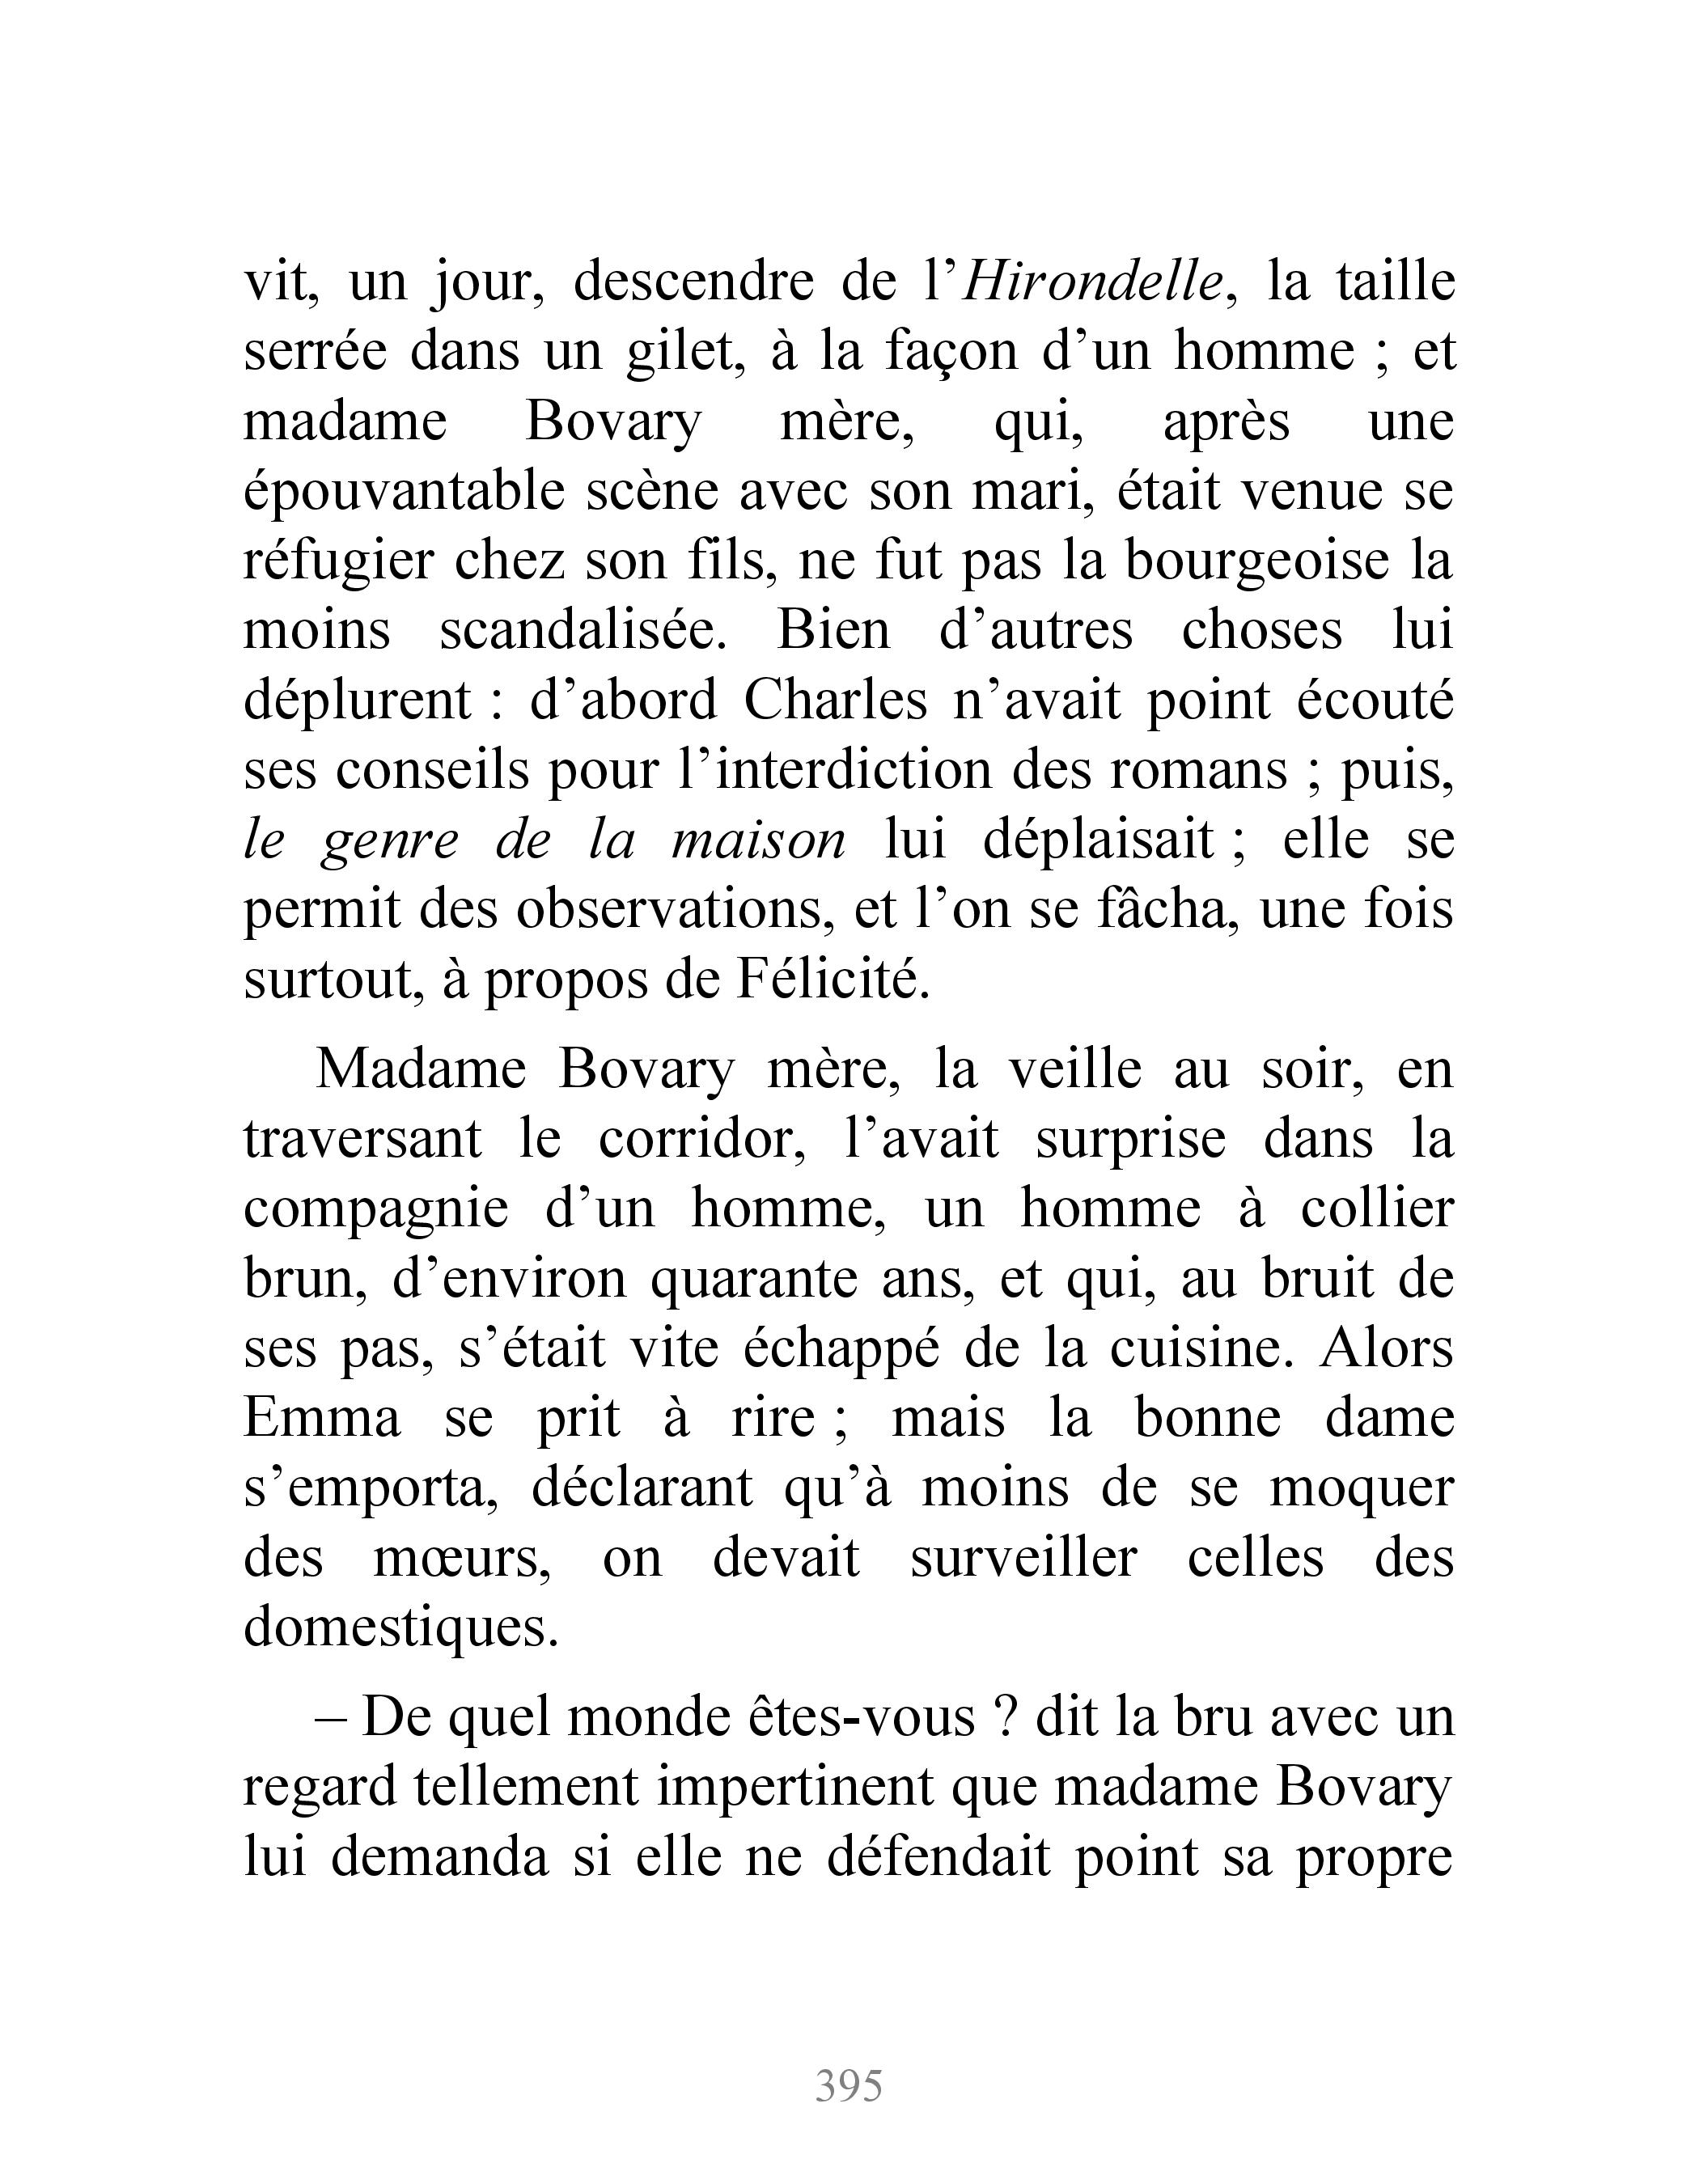 vit, un jour, descendre de l’Hirondelle, la taille
serrée dans un gilet, à la façon d’un homme ; et
madame Bovary mère, qui, après une
épouvantable scène avec son mari, était venue se
réfugier chez son fils, ne fut pas la bourgeoise la
moins scandalisée. Bien d’autres choses lui
déplurent : d’abord Charles n’avait point écouté
ses conseils pour l’interdiction des romans ; puis,
le genre de la maison lui déplaisait ; elle se
permit des observations, et l’on se fâcha, une fois
surtout, à propos de Félicité.
Madame Bovary mère, la veille au soir, en
traversant le corridor, l’avait surprise dans la
compagnie d’un homme, un homme à collier
brun, d’environ quarante ans, et qui, au bruit de
ses pas, s’était vite échappé de la cuisine. Alors
Emma se prit à rire ; mais la bonne dame
s’emporta, déclarant qu’à moins de se moquer
des mœurs, on devait surveiller celles des
domestiques.
– De quel monde êtes-vous ? dit la bru avec un
regard tellement impertinent que madame Bovary
lui demanda si elle ne défendait point sa propre
395